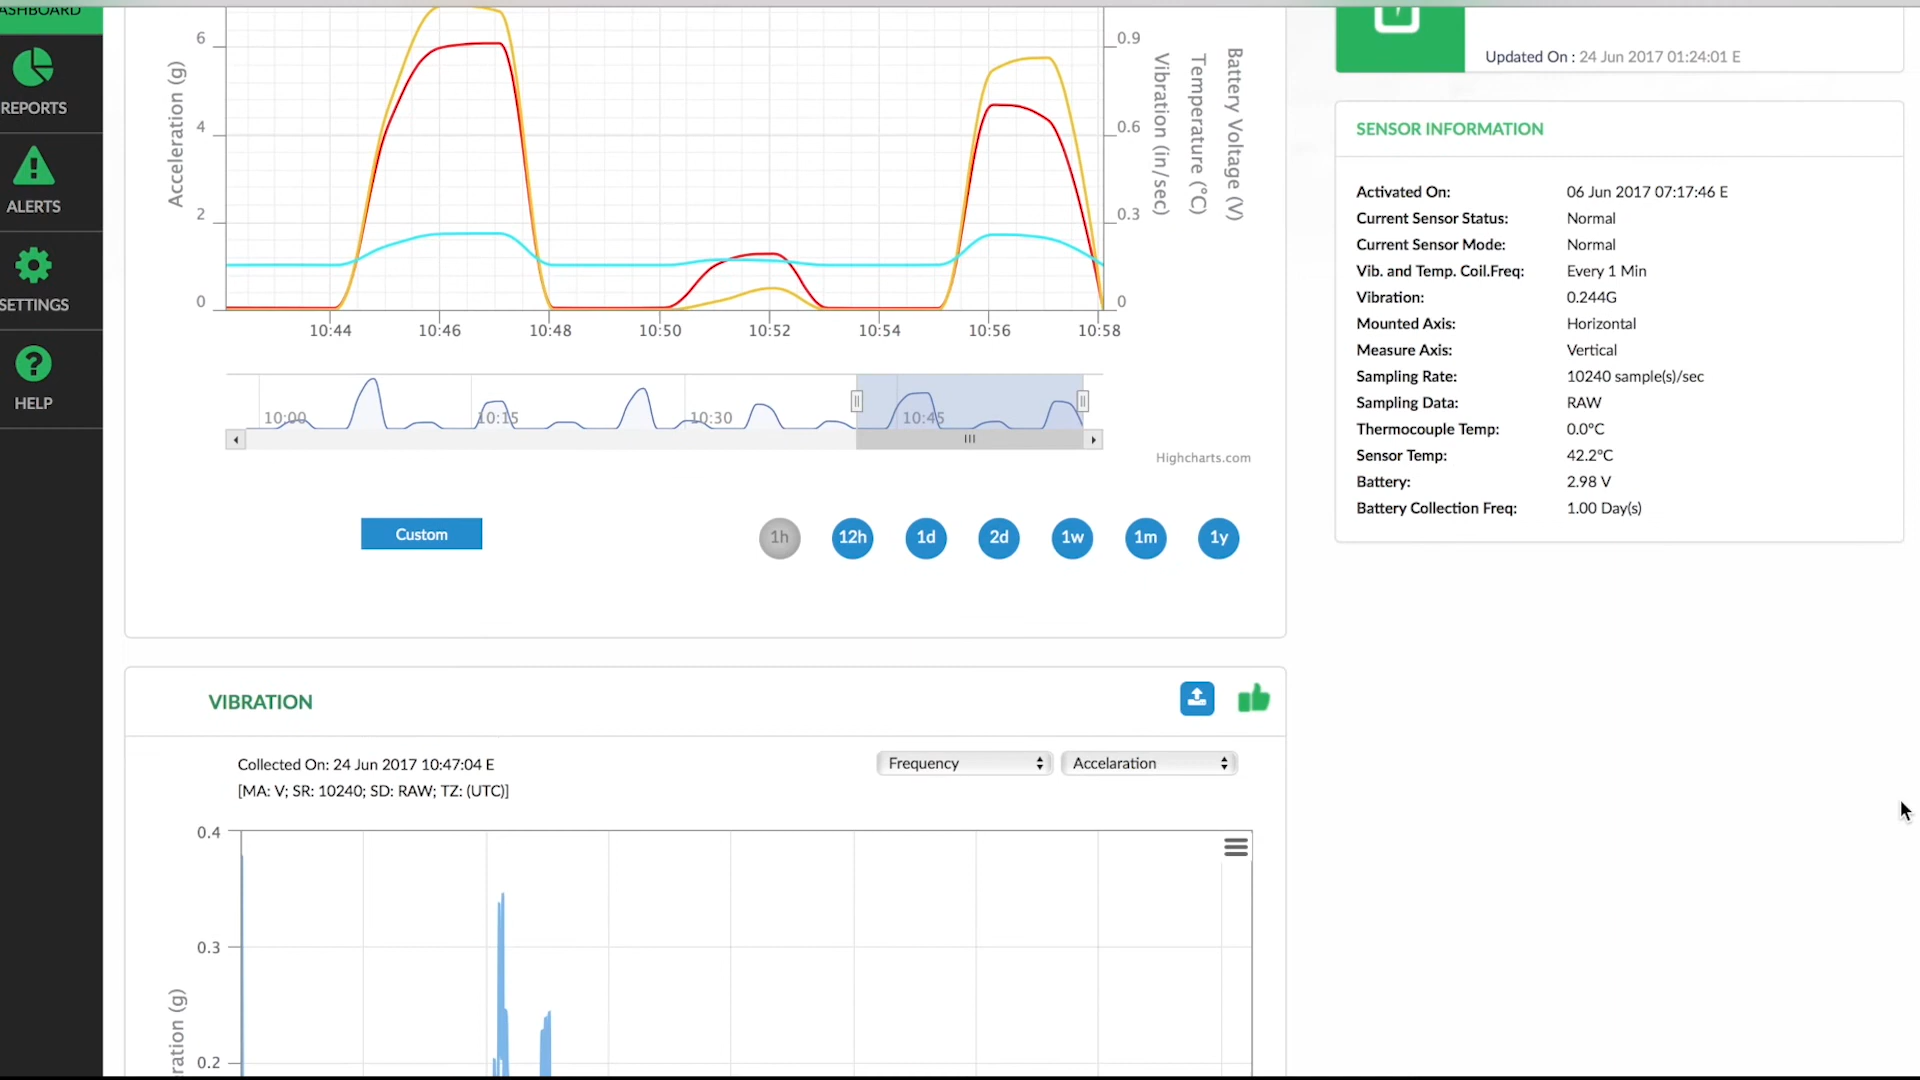 ASHBOARD
REPORTS
ALERTS
SETTINGS
HELP
6
4
2
0
Acceleration (g)
0.9
0.6
0.3
0
Vibration (in/sec)
Temperature (°C)
Battery Voltage (V)
10:44 10:46 10:48 10:50 10:52 10:54 10:56 10:58
10:00 10:15 10:30 10:45
Highcharts.com
Custom
1h 12h 1d 2d 1w 1m 1y
Updated On : 24 Jun 2017 01:24:01 E
SENSOR INFORMATION
Activated On: 06 Jun 2017 07:17:46 E
Current Sensor Status: Normal
Current Sensor Mode: Normal
Vib. and Temp. Coil.Freq: Every 1 Min
Vibration: 0.244G
Mounted Axis: Horizontal
Measure Axis: Vertical
Sampling Rate: 10240 sample(s)/sec
Sampling Data: RAW
Thermocouple Temp: 0.0°C
Sensor Temp: 42.2°C
Battery: 2.98 V
Battery Collection Freq: 1.00 Day(s)
VIBRATION
Collected On: 24 Jun 2017 10:47:04 E
[MA: V; SR: 10240; SD: RAW; TZ: (UTC)]
Frequency
Accelaration
0.4
0.3
0.2
ration (g)